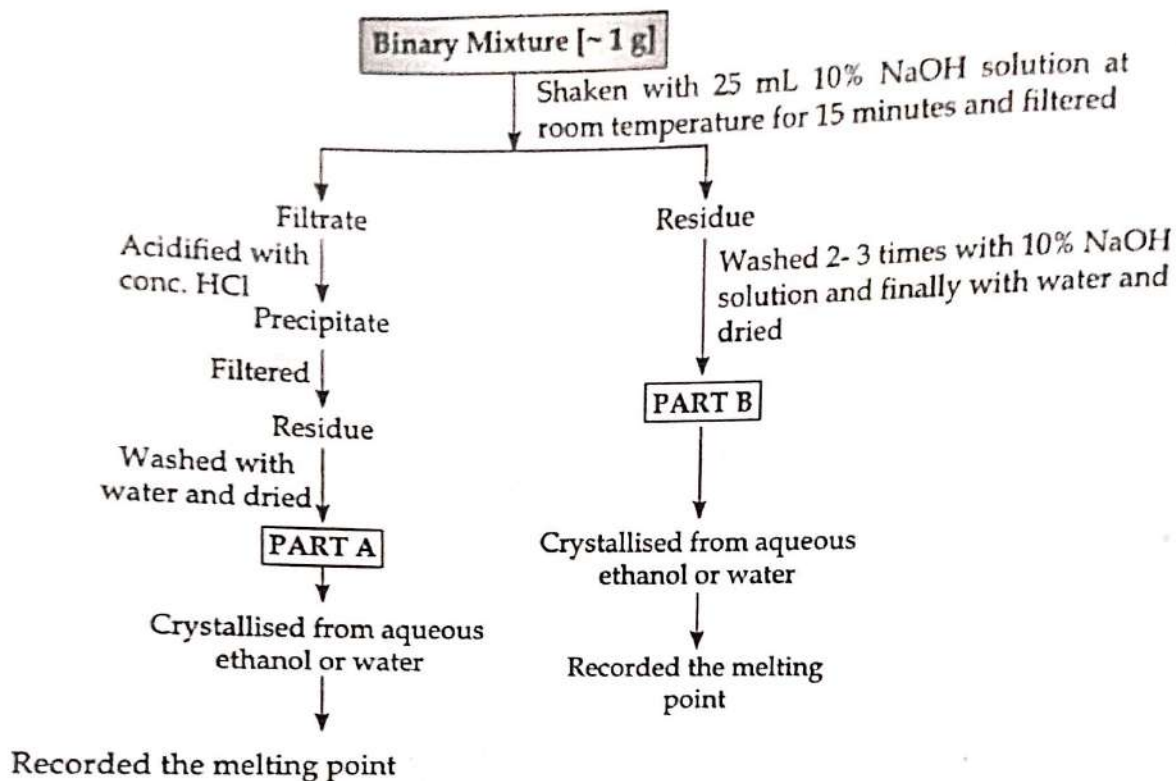 Binary Mixture [~ 1 g]
Shaken with 25 mL 10% NaOH solution at
room temperature for 15 minutes and filtered
Filtrate
Residue
Acidified with
conc. HCl
Washed 2- 3 times with 10% NaOH
solution and finally with water and
dried
Precipitate
Filtered
PART B
Residue
Washed with
water and dried
PART A
Crystallised from aqueous
ethanol or water
Crystallised from aqueous
ethanol or water
Recorded the melting
point
Recorded the melting point